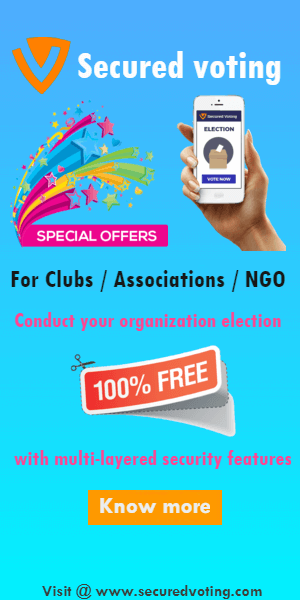 Secured voting
Secured Voting
ELECTION
VOTE NOW
SPECIAL OFFERS
For Clubs / Associations / NGO
Conduct your organization election
100% FREE
with multi-layered security features
Know more
Visit @ www.securedvoting.com